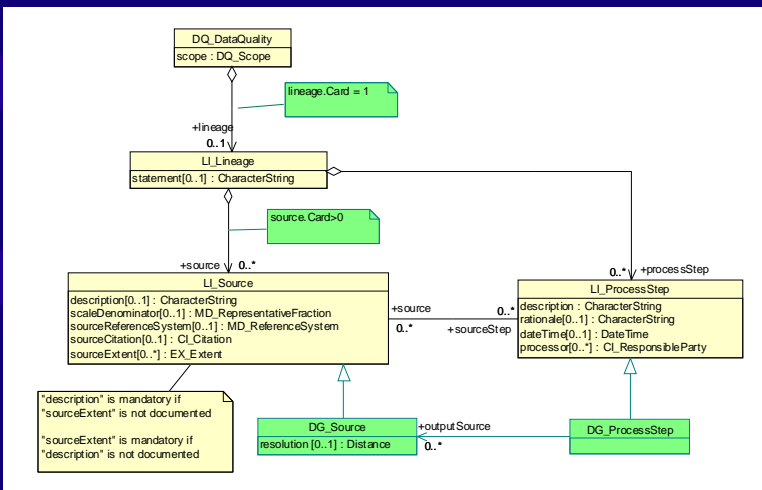 DQ_DataQuality
scope : DQ_Scope
lineage.Card = 1
+lineage
0..1
LI_Lineage
statement[0..1] : CharacterString
source.Card>0
+source 0..*
0..* +processStep
LI_Source
description[0..1] : CharacterString
scaleDenominator[0..1] : MD_RepresentativeFraction
sourceReferenceSystem[0..1] : MD_ReferenceSystem
sourceCitation[0..1] : CI_Citation
sourceExtent[0..*] : EX_Extent
+source
0..*
0..*
+sourceStep
LI_ProcessStep
description : CharacterString
rationale[0..1] : CharacterString
dateTime[0..1] : DateTime
processor[0..*] : CI_ResponsibleParty
"description" is mandatory if
"sourceExtent" is not documented
"sourceExtent" is mandatory if
"description" is not documented
DG_Source
resolution [0..1] : Distance
+outputSource
0..*
DG_ProcessStep